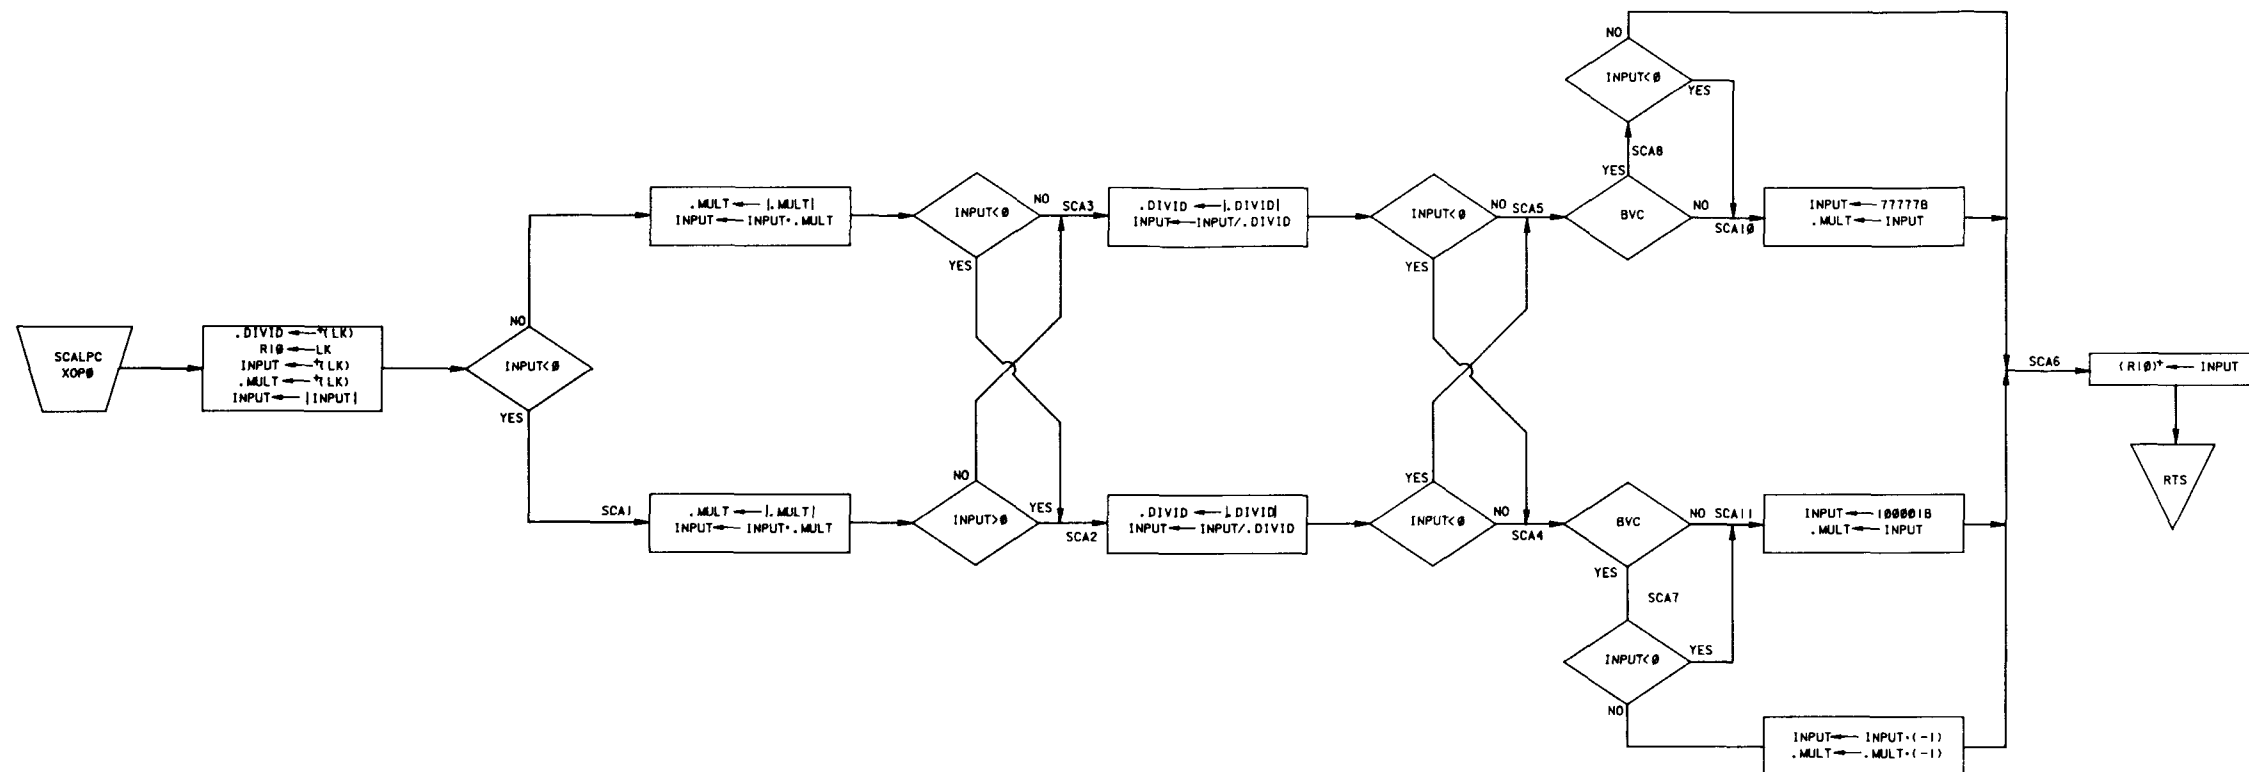 SCALPC
XOPØ
.DIVID ← +(LK)
R1Ø ← LK
INPUT ← +(LK)
.MULT ← +(LK)
INPUT ← |INPUT|
INPUT<Ø
NO
YES
SCA1
.MULT ← |.MULT|
INPUT ← INPUT·.MULT
.MULT ← |.MULT|
INPUT ← INPUT·.MULT
INPUT<Ø
NO
YES
SCA3
INPUT>Ø
NO
YES
SCA2
.DIVID ← |.DIVID|
INPUT ← INPUT/.DIVID
.DIVID ← |.DIVID|
INPUT ← INPUT/.DIVID
INPUT<Ø
NO
YES
SCA5
INPUT<Ø
YES
NO
SCA4
INPUT<Ø
NO
YES
SCA8
YES
BVC
NO
SCA1Ø
INPUT ← 77777B
.MULT ← INPUT
BVC
NO
SCA11
YES
SCA7
INPUT<Ø
YES
NO
INPUT ← 1ØØØØ1B
.MULT ← INPUT
INPUT ← INPUT·(-1)
.MULT ← .MULT·(-1)
SCA6
(R1Ø)+ ← INPUT
RTS